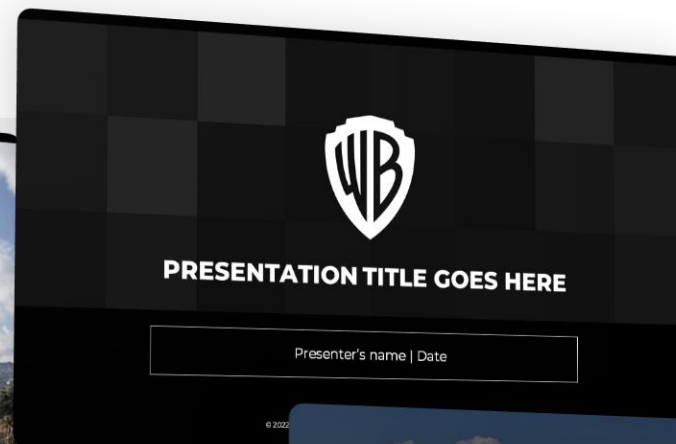 WB
PRESENTATION TITLE GOES HERE
Presenter's name | Date
© 2022